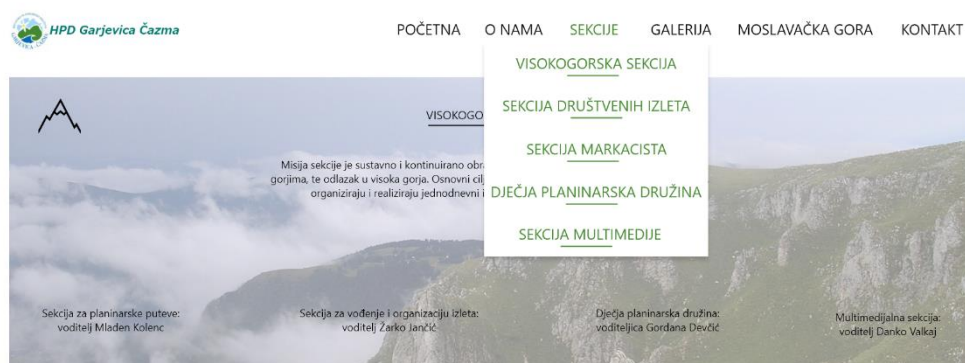 HPD Garjevica Čazma
POČETNA O NAMA SEKCIJE GALERIJA MOSLAVAČKA GORA KONTAKT
VISOKOGORSKA SEKCIJA
SEKCIJA DRUŠTVENIH IZLETA
SEKCIJA MARKACISTA
DJEČJA PLANINARSKA DRUŽINA
SEKCIJA MULTIMEDIJE
VISOKOGO
Misija sekcije je sustavno i kontinuirano obra
gorjima, te odlazak u visoka gorja. Osnovni cilj
organiziraju i realiziraju jednodnevni i
Sekcija za planinarske puteve:
voditelj Mladen Kolenc
Sekcija za vođenje i organizaciju izleta:
voditelj Žarko Jančić
Dječja planinarska družina:
voditeljica Gordana Devčić
Multimedijalna sekcija:
voditelj Danko Valkaj